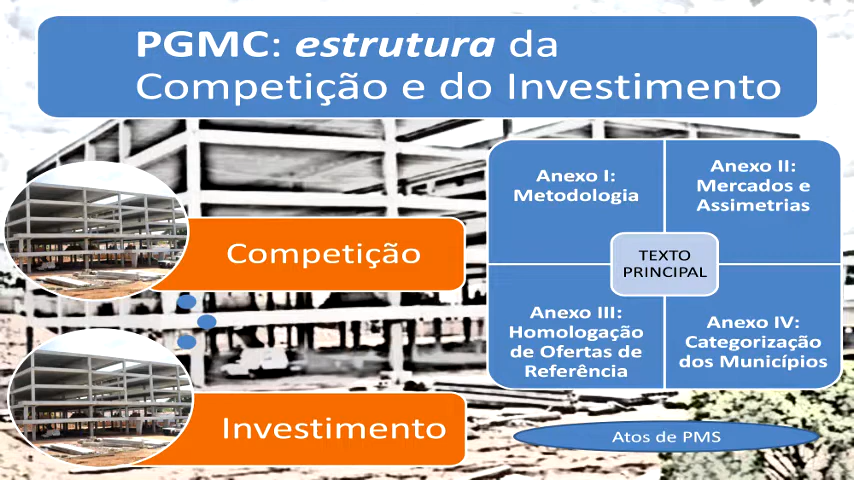 PGMC: estrutura da
Competição e do Investimento
Competição
Investimento
Anexo I:
Metodologia
Anexo II:
Mercados e
Assimetrias
TEXTO
PRINCIPAL
Anexo III:
Homologação
de Ofertas de
Referência
Anexo IV:
Categorização
dos Municípios
Atos de PMS